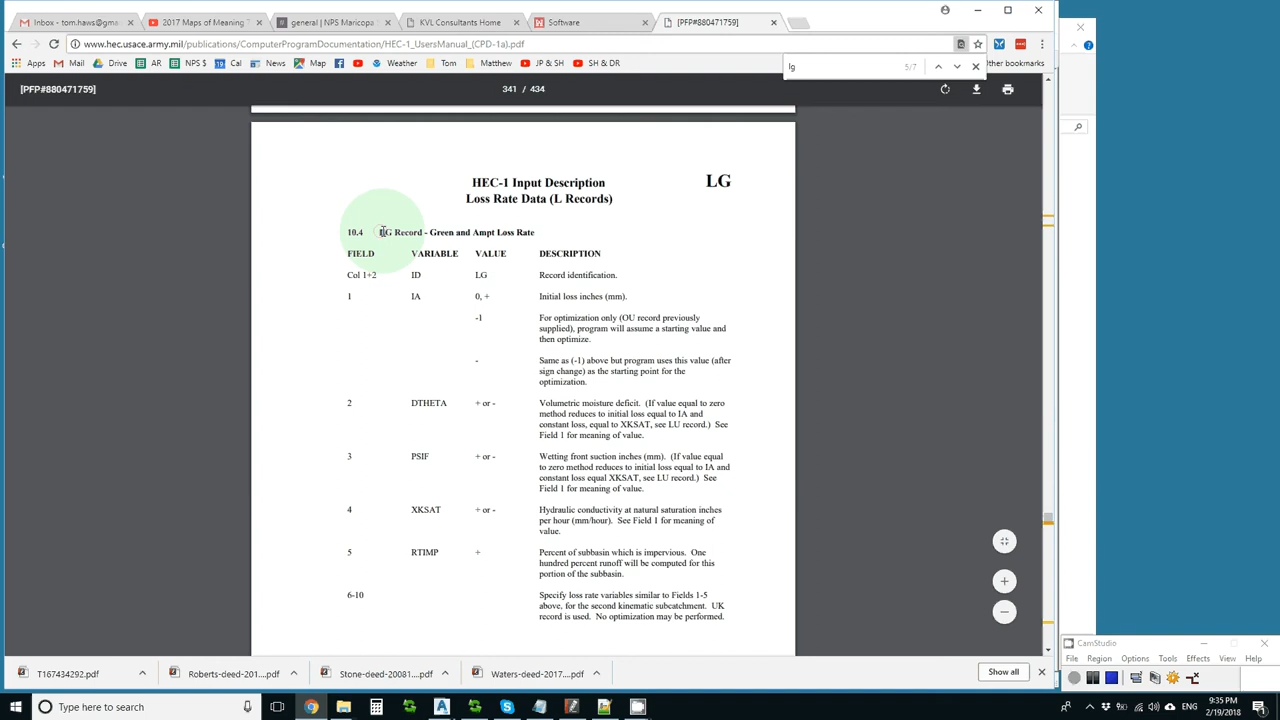 Inbox - tom.haws@gm
2017 Maps of Meaning
general | NPS Maricopa
KVL Consultants Home
Software
[PFP#880471759]
www.hec.usace.army.mil/publications/ComputerProgramDocumentation/HEC-1_UsersManual_(CPD-1a).pdf
Apps
Mail
Drive
AR
NPS $
Cal
News
Map
f
Weather
Tom
Matthew
JP & SH
SH & DR
Other bookmarks
lg
5/7
[PFP#880471759]
341 / 434
HEC-1 Input Description
LG
Loss Rate Data (L Records)
10.4 LG Record - Green and Ampt Loss Rate
FIELD VARIABLE VALUE DESCRIPTION
Col 1+2 ID LG Record identification.
1 IA 0, + Initial loss inches (mm).
-1 For optimization only (OU record previously
supplied), program will assume a starting value and
then optimize.
- Same as (-1) above but program uses this value (after
sign change) as the starting point for the
optimization.
2 DTHETA + or - Volumetric moisture deficit. (If value equal to zero
method reduces to initial loss equal to IA and
constant loss, equal to XKSAT, see LU record.) See
Field 1 for meaning of value.
3 PSIF + or - Wetting front suction inches (mm). (If value equal
to zero method reduces to initial loss equal to IA and
constant loss equal XKSAT, see LU record.) See
Field 1 for meaning of value.
4 XKSAT + or - Hydraulic conductivity at natural saturation inches
per hour (mm/hour). See Field 1 for meaning of
value.
5 RTIMP + Percent of subbasin which is impervious. One
hundred percent runoff will be computed for this
portion of the subbasin.
6-10 Specify loss rate variables similar to Fields 1-5
above, for the second kinematic subcatchment. UK
record is used. No optimization may be performed.
T167434292.pdf
Roberts-deed-201....pdf
Waters-deed-2017....pdf
Show all
CamStudio
File Region Options Tools Effects View Help
Type here to search
9:35 PM
2/19/2018